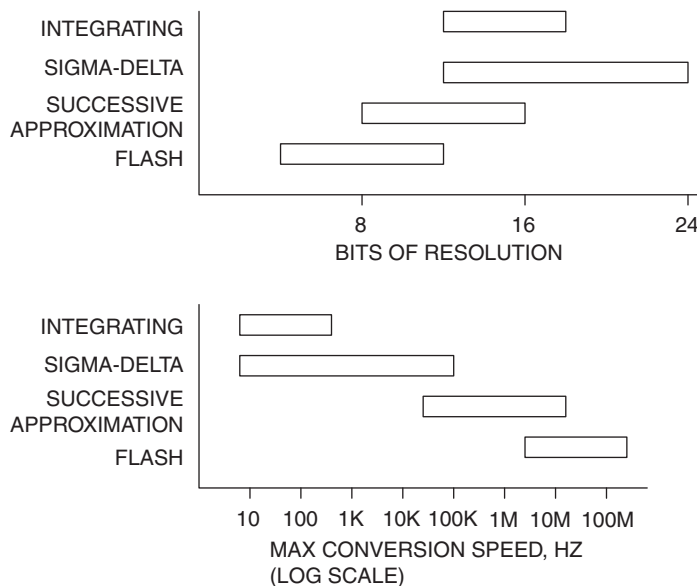 INTEGRATING
SIGMA-DELTA
SUCCESSIVE
APPROXIMATION
FLASH
8 16 24
BITS OF RESOLUTION
INTEGRATING
SIGMA-DELTA
SUCCESSIVE
APPROXIMATION
FLASH
10 100 1K 10K 100K 1M 10M 100M
MAX CONVERSION SPEED, HZ
(LOG SCALE)